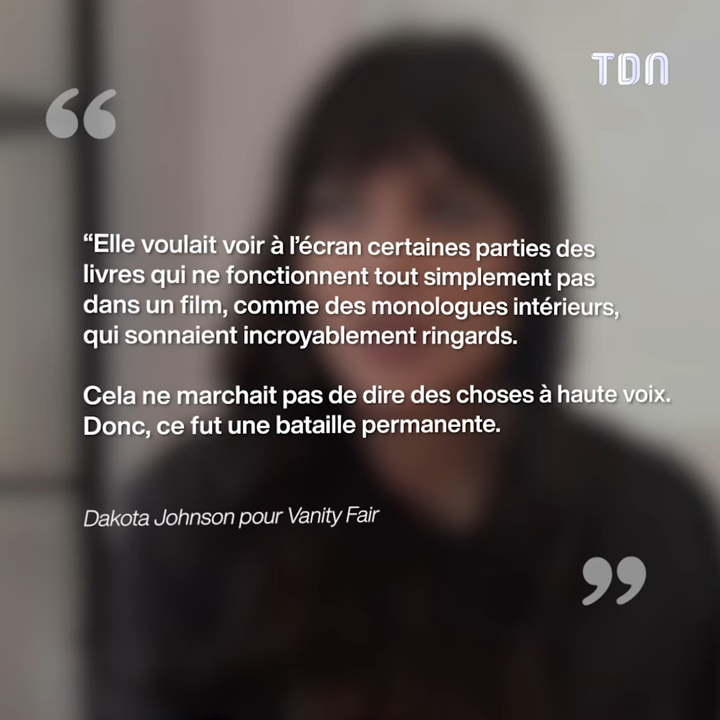 TDN
“Elle voulait voir à l’écran certaines parties des
livres qui ne fonctionnent tout simplement pas
dans un film, comme des monologues intérieurs,
qui sonnaient incroyablement ringards.
Cela ne marchait pas de dire des choses à haute voix.
Donc, ce fut une bataille permanente.
Dakota Johnson pour Vanity Fair